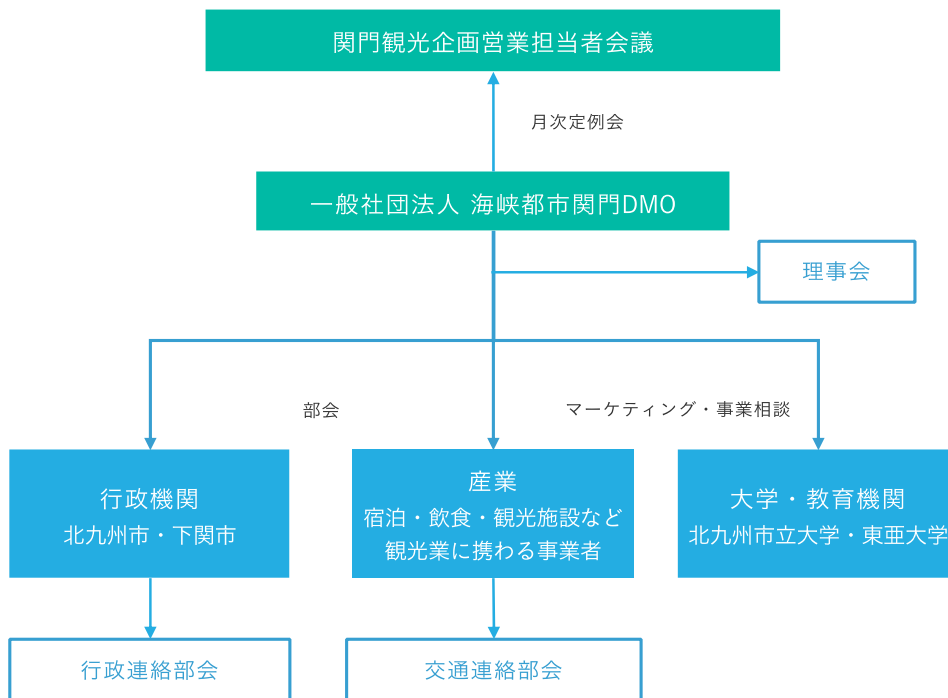 関門観光企画営業担当者会議
月次定例会
一般社団法人 海峡都市関門DMO
理事会
部会
マーケティング・事業相談
行政機関
北九州市・下関市
産業
宿泊・飲食・観光施設など
観光業に携わる事業者
大学・教育機関
北九州市立大学・東亜大学
行政連絡部会
交通連絡部会